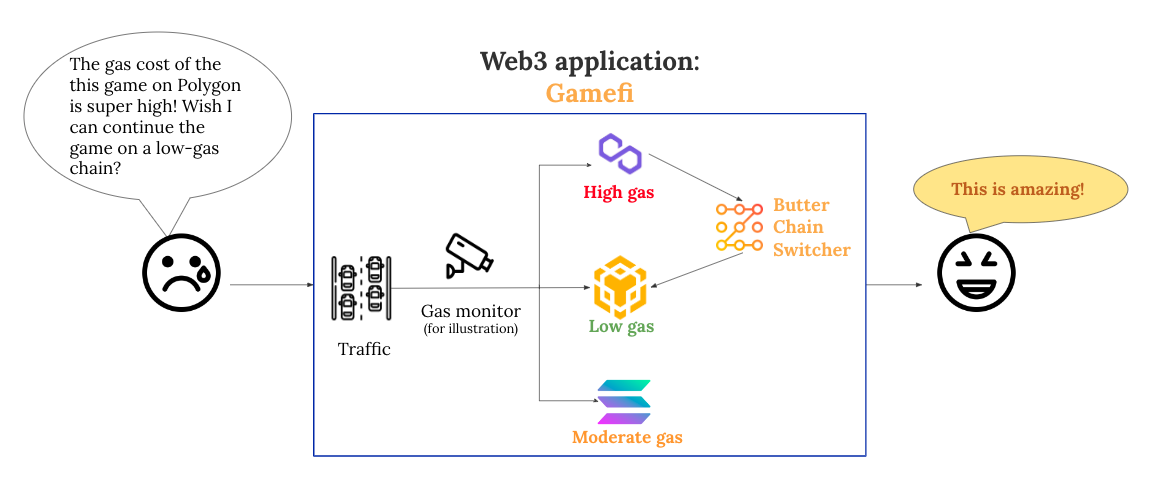 The gas cost of the
this game on Polygon
is super high! Wish I
can continue the
game on a low-gas
chain?
Web3 application:
Gamefi
High gas
Butter
Chain
Switcher
This is amazing!
Gas monitor
(for illustration)
Low gas
Traffic
Moderate gas